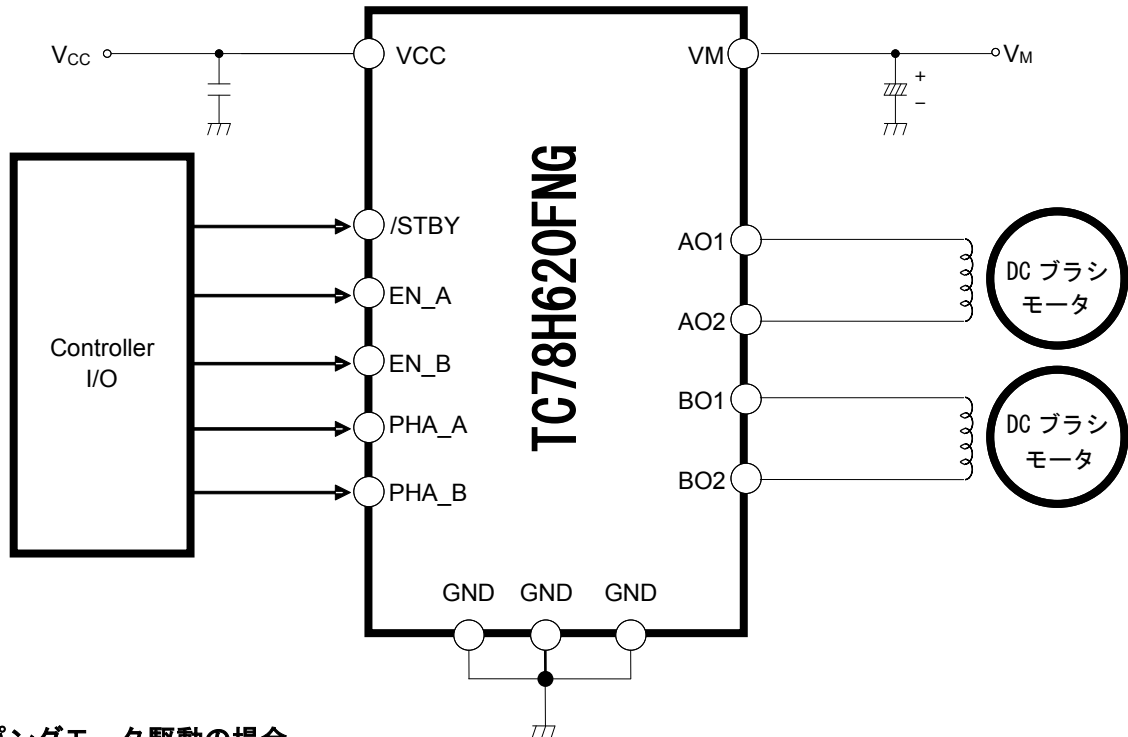 VCC
VCC
VM
VM
+
−
Controller
I/O
/STBY
EN_A
EN_B
PHA_A
PHA_B
TC78H620FNG
AO1
AO2
BO1
BO2
DC ブラシ
モータ
DC ブラシ
モータ
GND GND GND